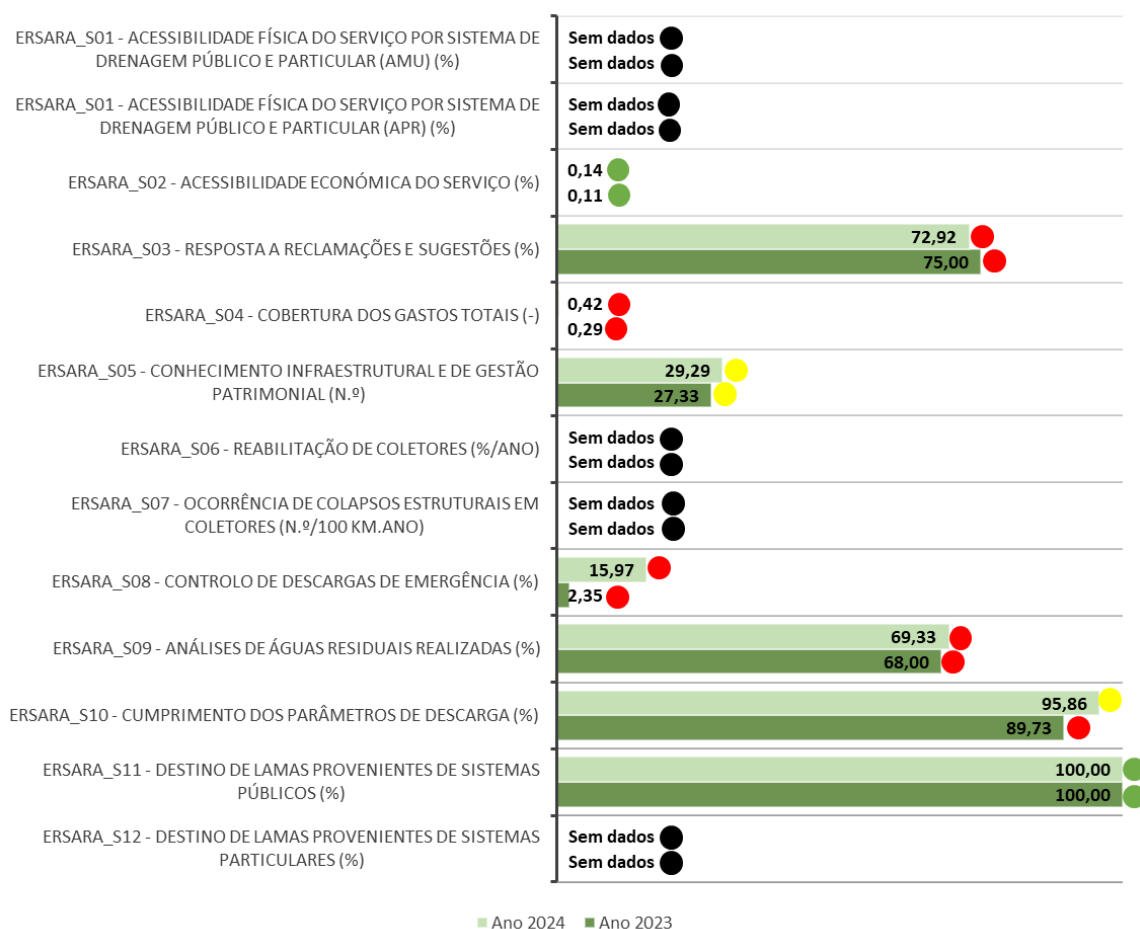 ERSARA_S01 - ACESSIBILIDADE FÍSICA DO SERVIÇO POR SISTEMA DE
DRENAGEM PÚBLICO E PARTICULAR (AMU) (%)
Sem dados
Sem dados
ERSARA_S01 - ACESSIBILIDADE FÍSICA DO SERVIÇO POR SISTEMA DE
DRENAGEM PÚBLICO E PARTICULAR (APR) (%)
Sem dados
Sem dados
ERSARA_S02 - ACESSIBILIDADE ECONÓMICA DO SERVIÇO (%)
0,14
0,11
ERSARA_S03 - RESPOSTA A RECLAMAÇÕES E SUGESTÕES (%)
72,92
75,00
ERSARA_S04 - COBERTURA DOS GASTOS TOTAIS (-)
0,42
0,29
ERSARA_S05 - CONHECIMENTO INFRAESTRUTURAL E DE GESTÃO
PATRIMONIAL (N.º)
29,29
27,33
ERSARA_S06 - REABILITAÇÃO DE COLETORES (%/ANO)
Sem dados
Sem dados
ERSARA_S07 - OCORRÊNCIA DE COLAPSOS ESTRUTURAIS EM
COLETORES (N.º/100 KM.ANO)
Sem dados
Sem dados
ERSARA_S08 - CONTROLO DE DESCARGAS DE EMERGÊNCIA (%)
15,97
2,35
ERSARA_S09 - ANÁLISES DE ÁGUAS RESIDUAIS REALIZADAS (%)
69,33
68,00
ERSARA_S10 - CUMPRIMENTO DOS PARÂMETROS DE DESCARGA (%)
95,86
89,73
ERSARA_S11 - DESTINO DE LAMAS PROVENIENTES DE SISTEMAS
PÚBLICOS (%)
100,00
100,00
ERSARA_S12 - DESTINO DE LAMAS PROVENIENTES DE SISTEMAS
PARTICULARES (%)
Sem dados
Sem dados
Ano 2024 Ano 2023